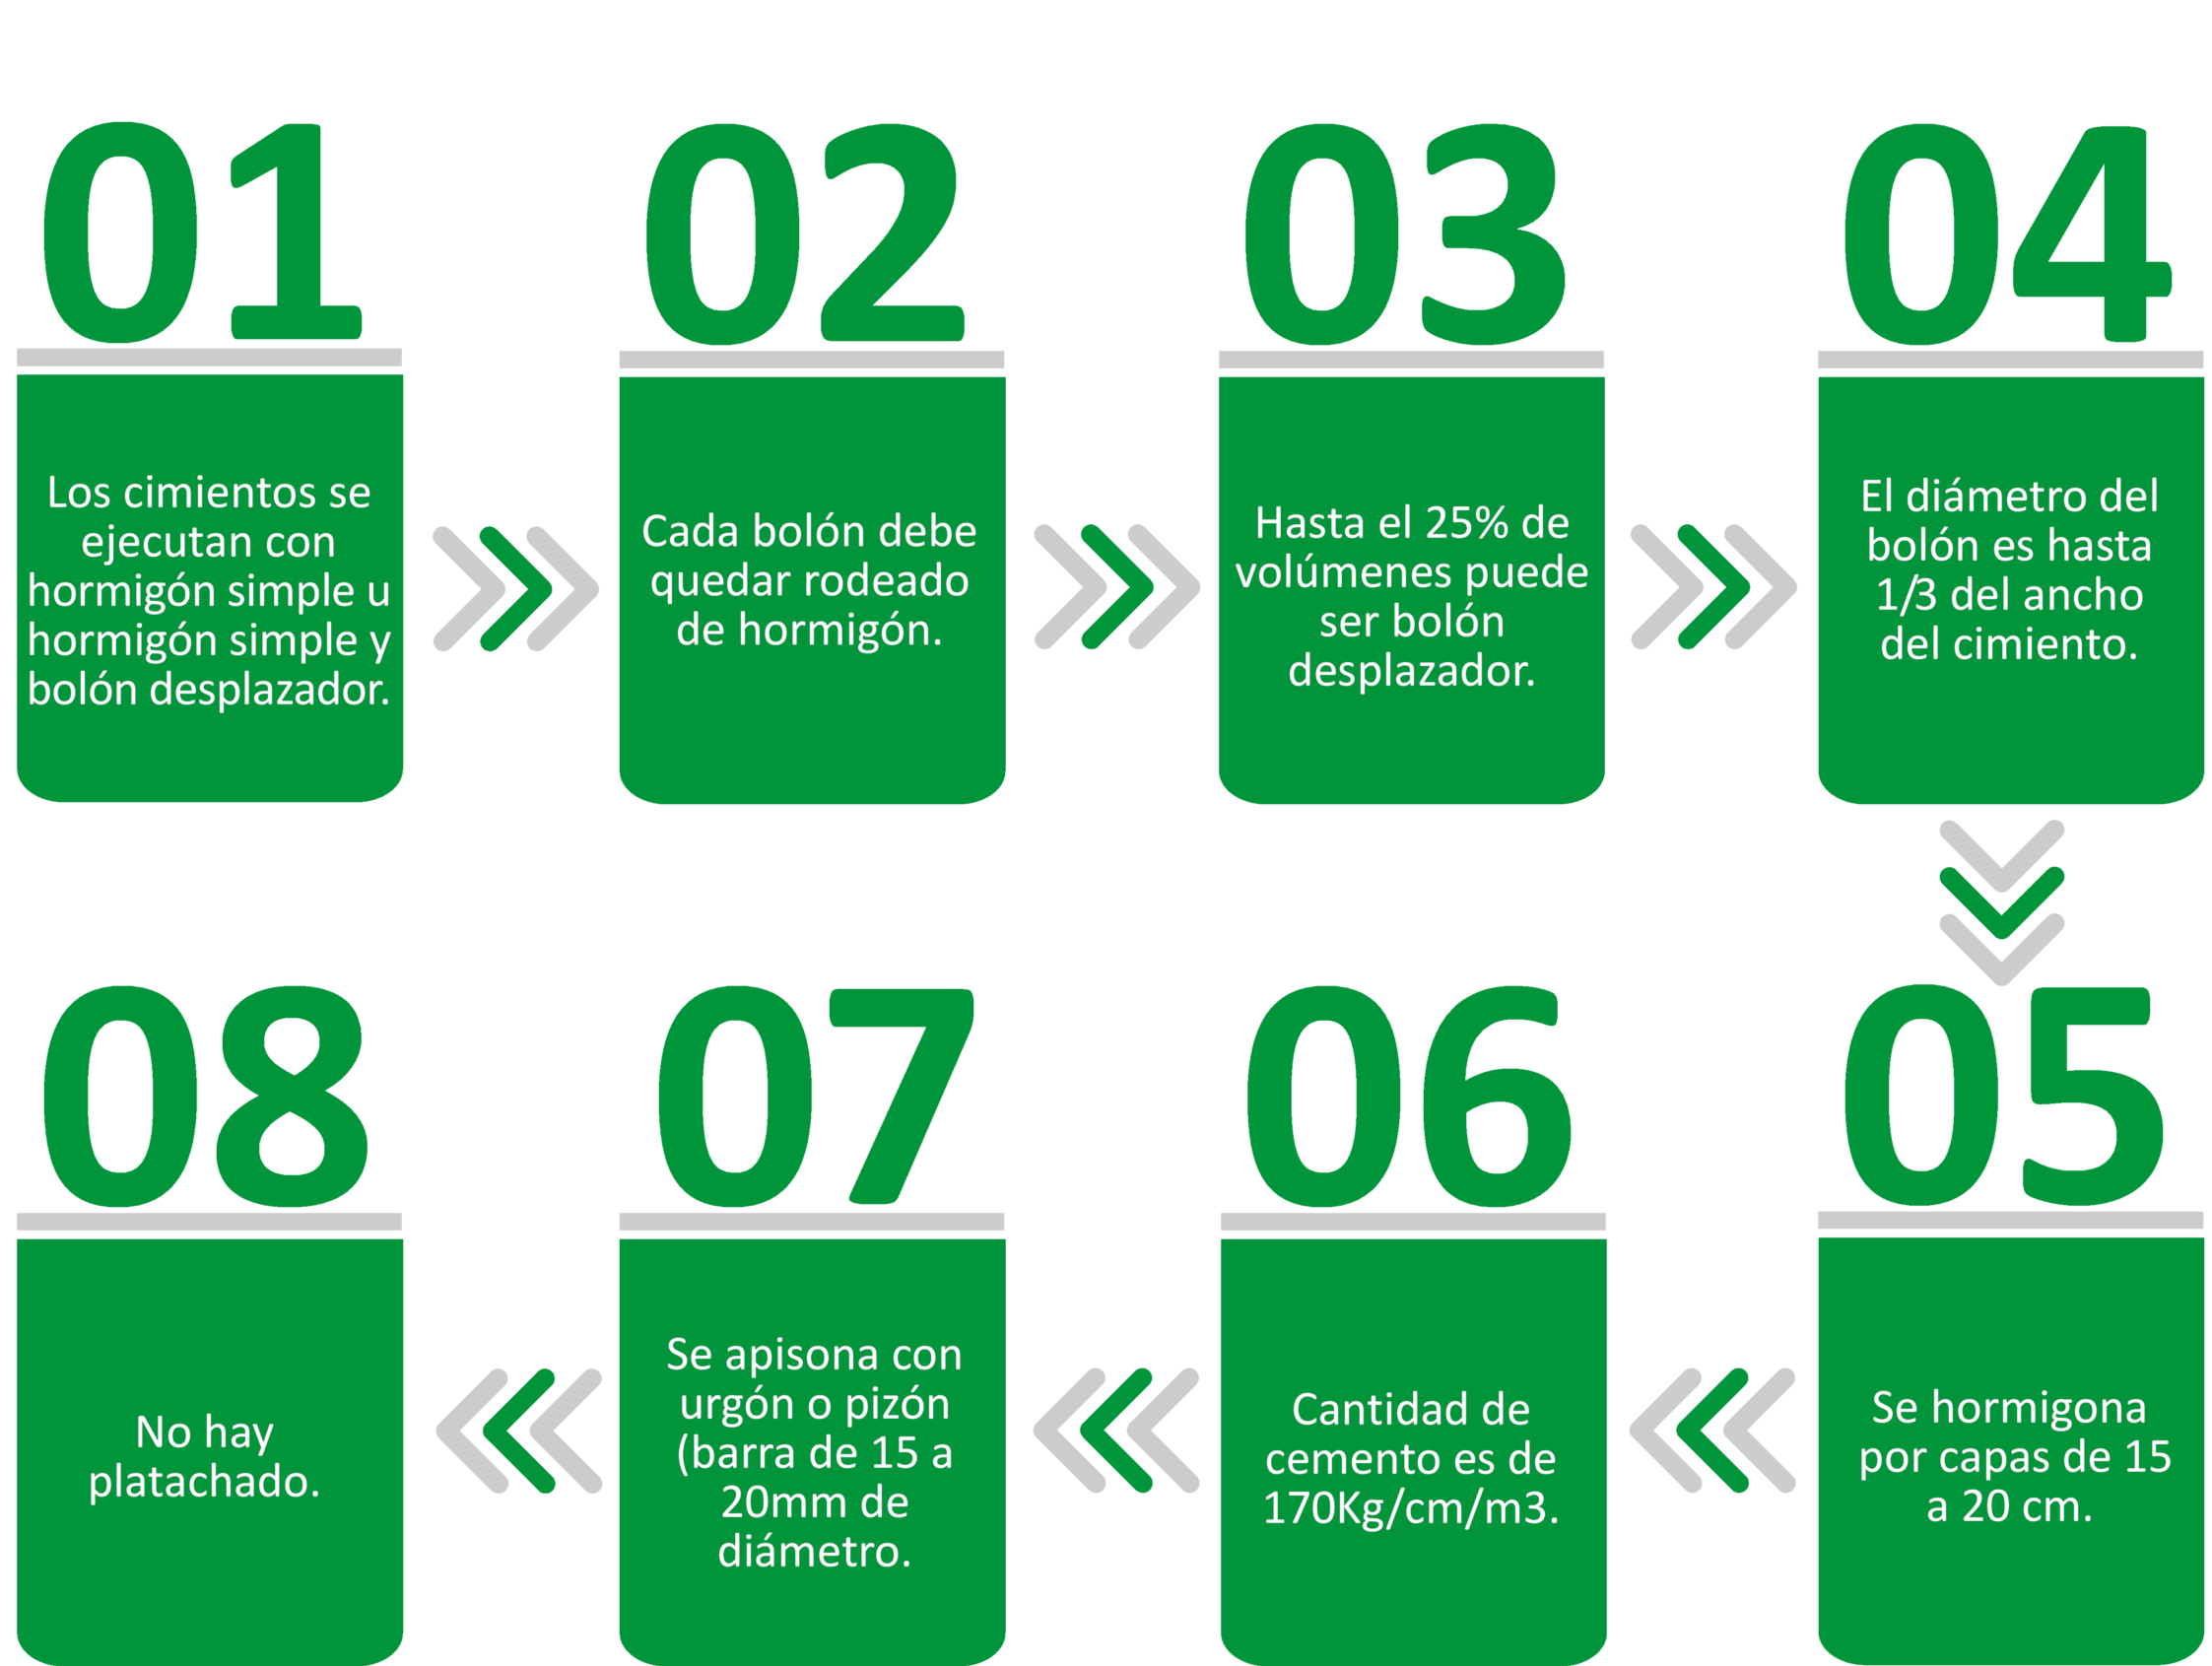 01
Los cimientos se
ejecutan con
hormigón simple u
hormigón simple y
bolón desplazador.
02
Cada bolón debe
quedar rodeado
de hormigón.
03
Hasta el 25% de
volúmenes puede
ser bolón
desplazador.
04
El diámetro del
bolón es hasta
1/3 del ancho
del cimiento.
05
Se hormigona
por capas de 15
a 20 cm.
06
Cantidad de
cemento es de
170Kg/cm/m3.
07
Se apisona con
urgón o pizón
(barra de 15 a
20mm de
diámetro.
08
No hay
platachado.